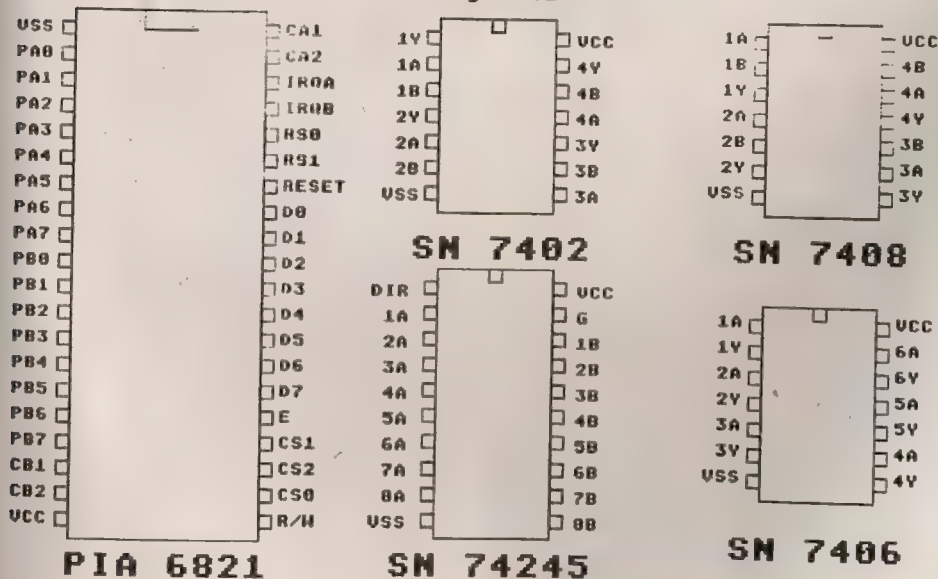 VSS
PA0
PA1
PA2
PA3
PA4
PA5
PA6
PA7
PB0
PB1
PB2
PB3
PB4
PB5
PB6
PB7
CB1
CB2
VCC
CA1
CA2
IRQA
IRQB
RS0
RS1
RESET
D0
D1
D2
D3
D4
D5
D6
D7
E
CS1
CS2
CS0
R/W
PIA 6821
1Y
1A
1B
2Y
2A
2B
VSS
VCC
4Y
4B
4A
3Y
3B
3A
SN 7402
1A
1B
1Y
2A
2B
2Y
VSS
VCC
4B
4A
4Y
3B
3A
3Y
SN 7408
DIR
1A
2A
3A
4A
5A
6A
7A
8A
VSS
VCC
G
1B
2B
3B
4B
5B
6B
7B
8B
SN 74245
1A
1Y
2A
2Y
3A
3Y
VSS
VCC
6A
6Y
5A
5Y
4A
4Y
SN 7406